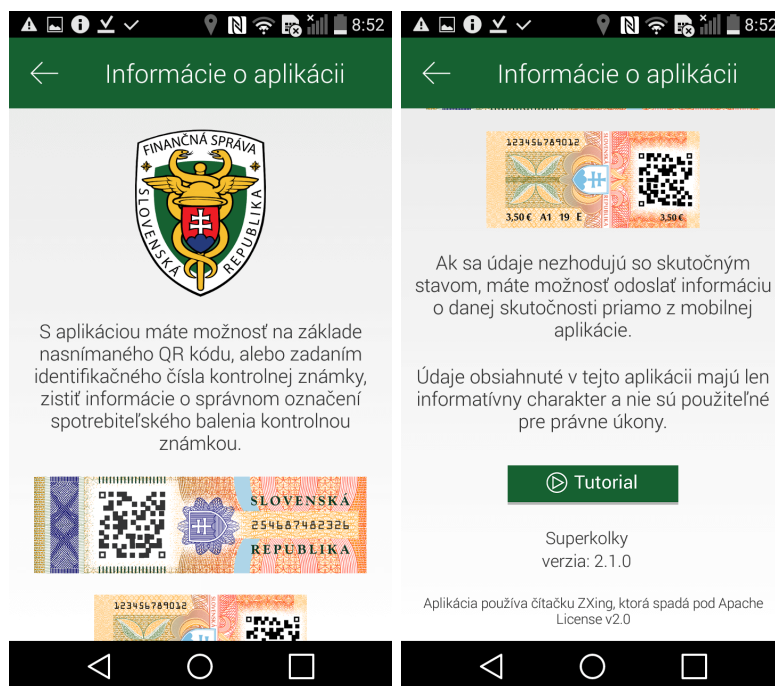 8:52
Informácie o aplikácii
FINANČNÁ SPRÁVA
SLOVENSKÁ
REPUBLIKA
S aplikáciou máte možnosť na základe
nasnímaného QR kódu, alebo zadaním
identifikačného čísla kontrolnej známky,
zistiť informácie o správnom označení
spotrebiteľského balenia kontrolnou
známkou.
SLOVENSKÁ
254687482326
REPUBLIKA
123456789012
8:52
Informácie o aplikácii
123456789012
SLOVENSKÁ
REPUBLIKA
3,50€ A1 19 E
3,50€
Ak sa údaje nezhodujú so skutočným
stavom, máte možnosť odoslať informáciu
o danej skutočnosti priamo z mobilnej
aplikácie.
Údaje obsiahnuté v tejto aplikácii majú len
informatívny charakter a nie sú použiteľné
pre právne úkony.
Tutorial
Superkolky
verzia: 2.1.0
Aplikácia používa čítačku ZXing, ktorá spadá pod Apache
License v2.0